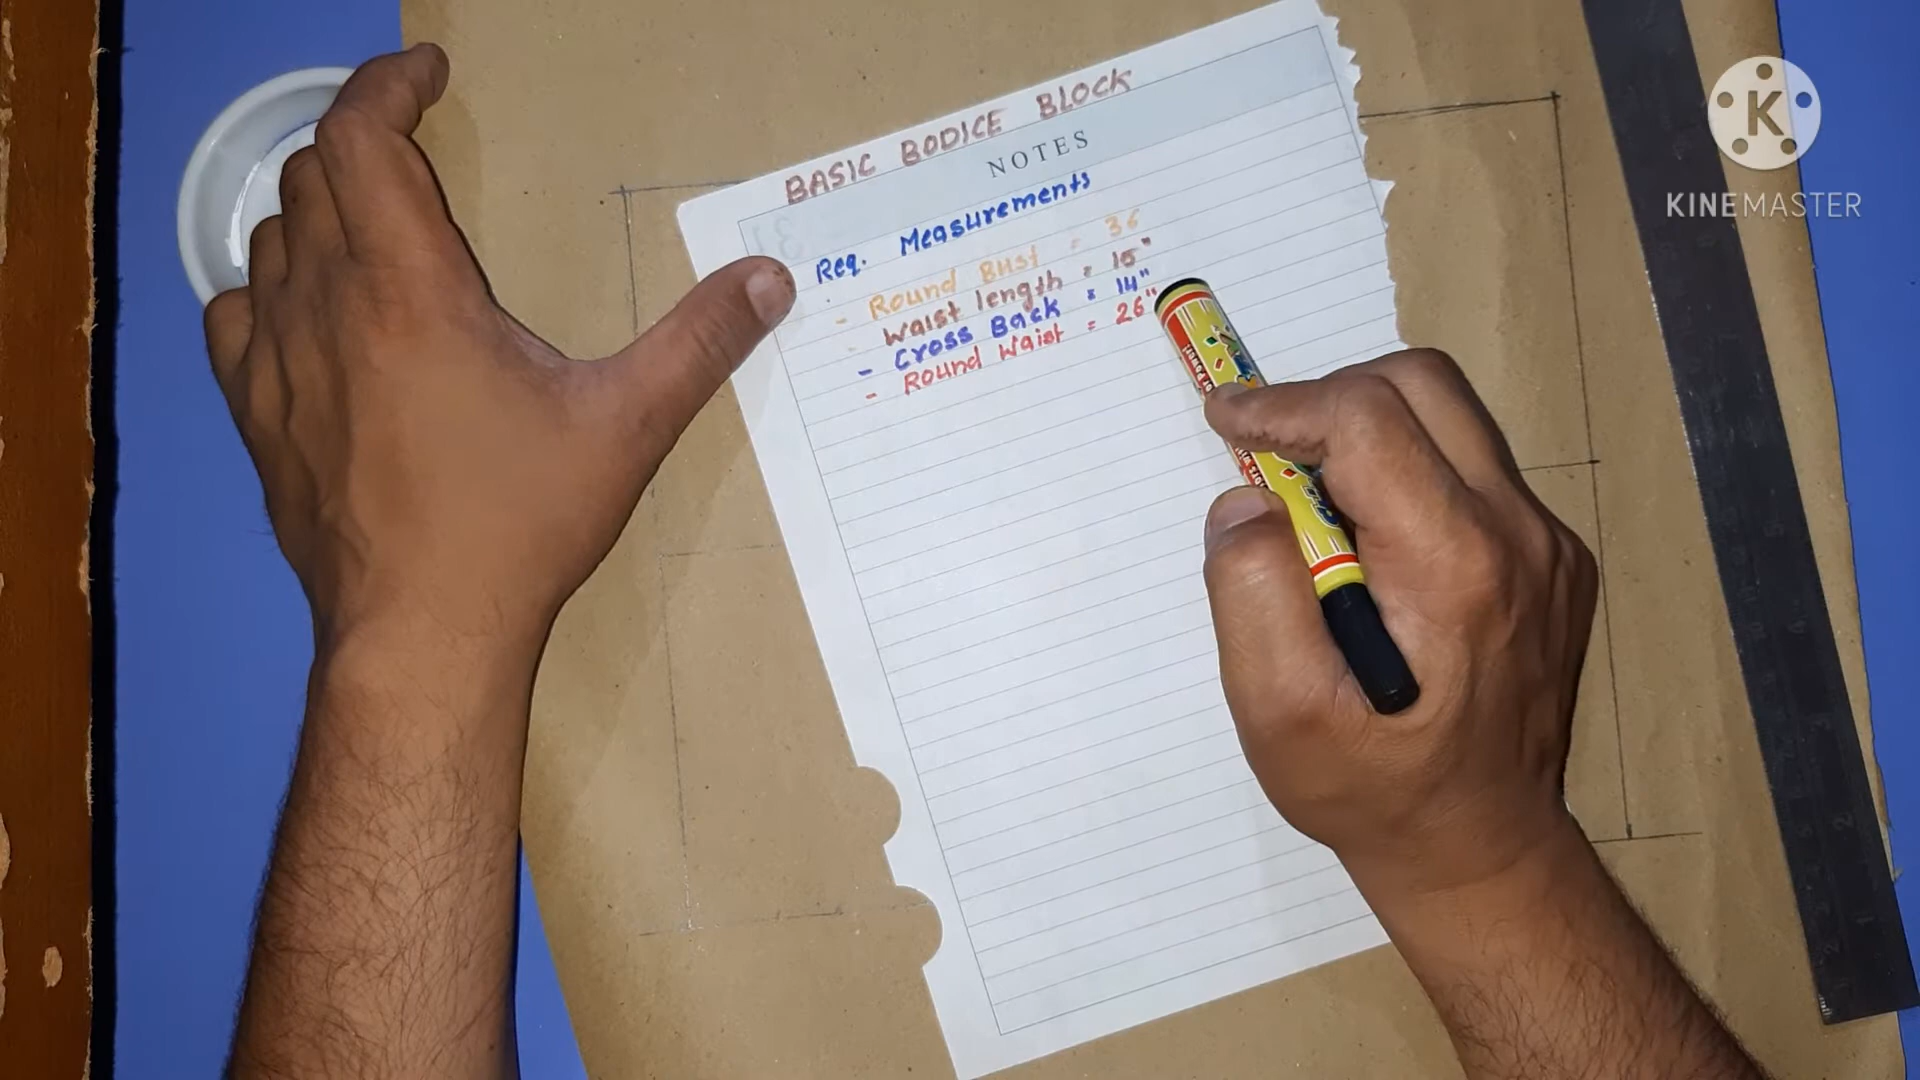 BASIC BODICE BLOCK
NOTES
Req. Measurements
- Round Bust = 36
- Waist length = 15"
- Cross Back = 14"
- Round Waist = 26"
K
KINEMASTER